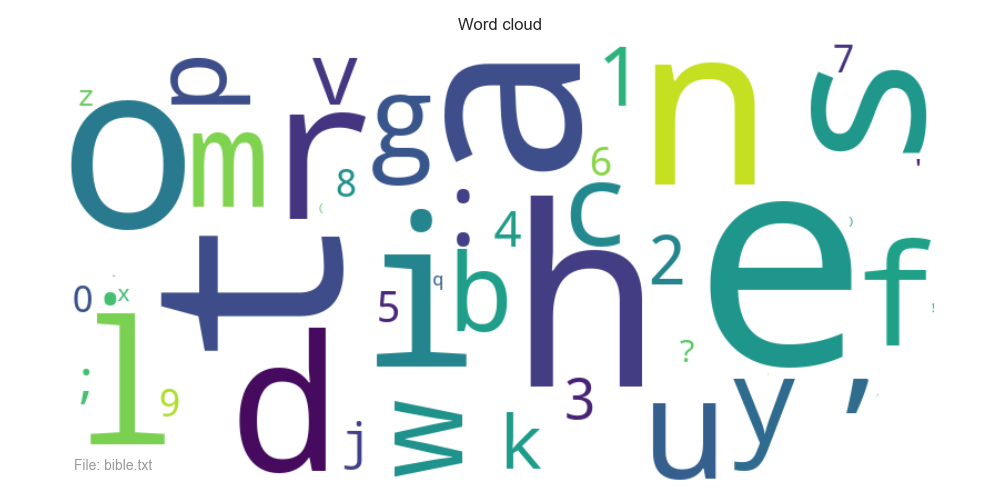 Word cloud
z o p m r v g a 1 n 7 s
8 6 '
( t i : 4 c h 2 e ) f
0 . x l 5 q b !
; 9 d j w k 3 ? u y ,
File: bible.txt